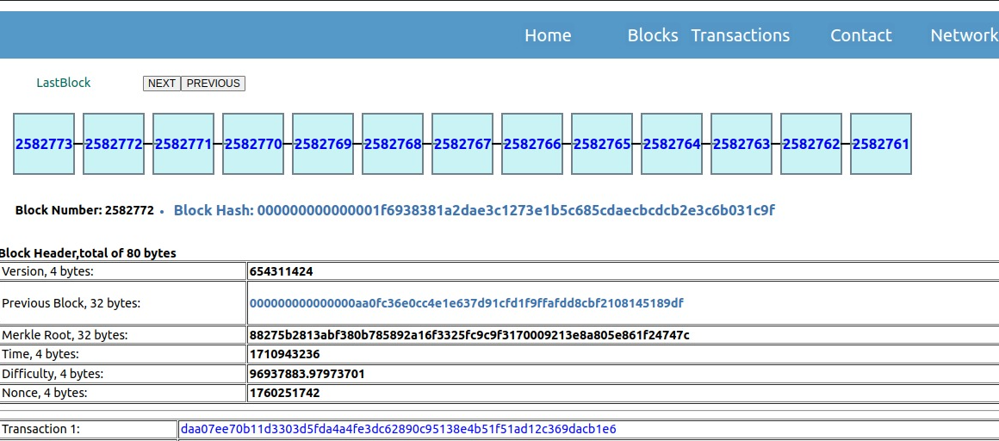 Home Blocks Transactions Contact Network
LastBlock NEXT PREVIOUS
2582773 2582772 2582771 2582770 2582769 2582768 2582767 2582766 2582765 2582764 2582763 2582762 2582761
Block Number: 2582772 • Block Hash: 000000000000001f6938381a2dae3c1273e1b5c685cdaecbcdcb2e3c6b031c9f
Block Header,total of 80 bytes
Version, 4 bytes: 654311424
Previous Block, 32 bytes: 000000000000000aa0fc36e0cc4e1e637d91cfd1f9ffafdd8cbf2108145189df
Merkle Root, 32 bytes: 88275b2813abf380b785892a16f3325fc9c9f3170009213e8a805e861f24747c
Time, 4 bytes: 1710943236
Difficulty, 4 bytes: 96937883.97973701
Nonce, 4 bytes: 1760251742
Transaction 1: daa07ee70b11d3303d5fda4a4fe3dc62890c95138e4b51f51ad12c369dacb1e6